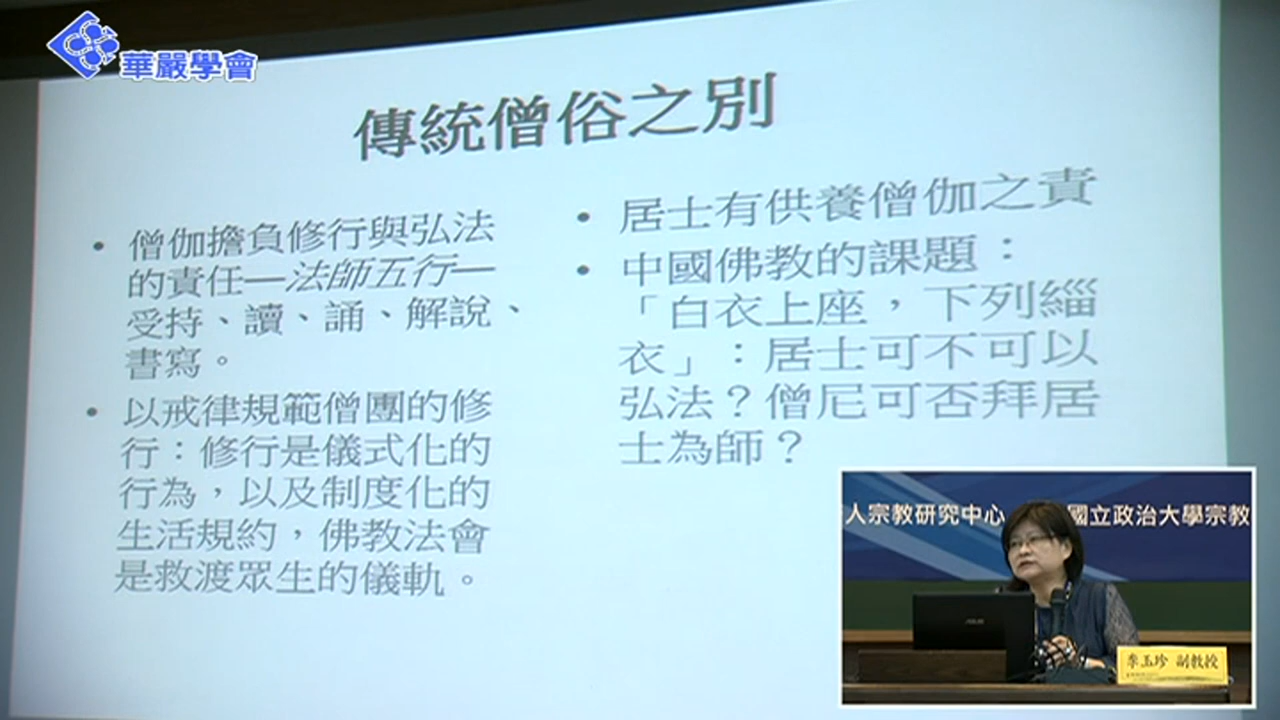 華嚴學會
傳統僧俗之別
• 僧伽擔負修行與弘法
的責任—法師五行—
受持、讀、誦、解說、
書寫。
• 以戒律規範僧團的修
行：修行是儀式化的
行為，以及制度化的
生活規約，佛教法會
是救渡眾生的儀軌。
• 居士有供養僧伽之責
• 中國佛教的課題：
「白衣上座，下列緇
衣」：居士可不可以
弘法？僧尼可否拜居
士為師？
人宗教研究中心 國立政治大學宗教
ASUS
李玉珍 副教授